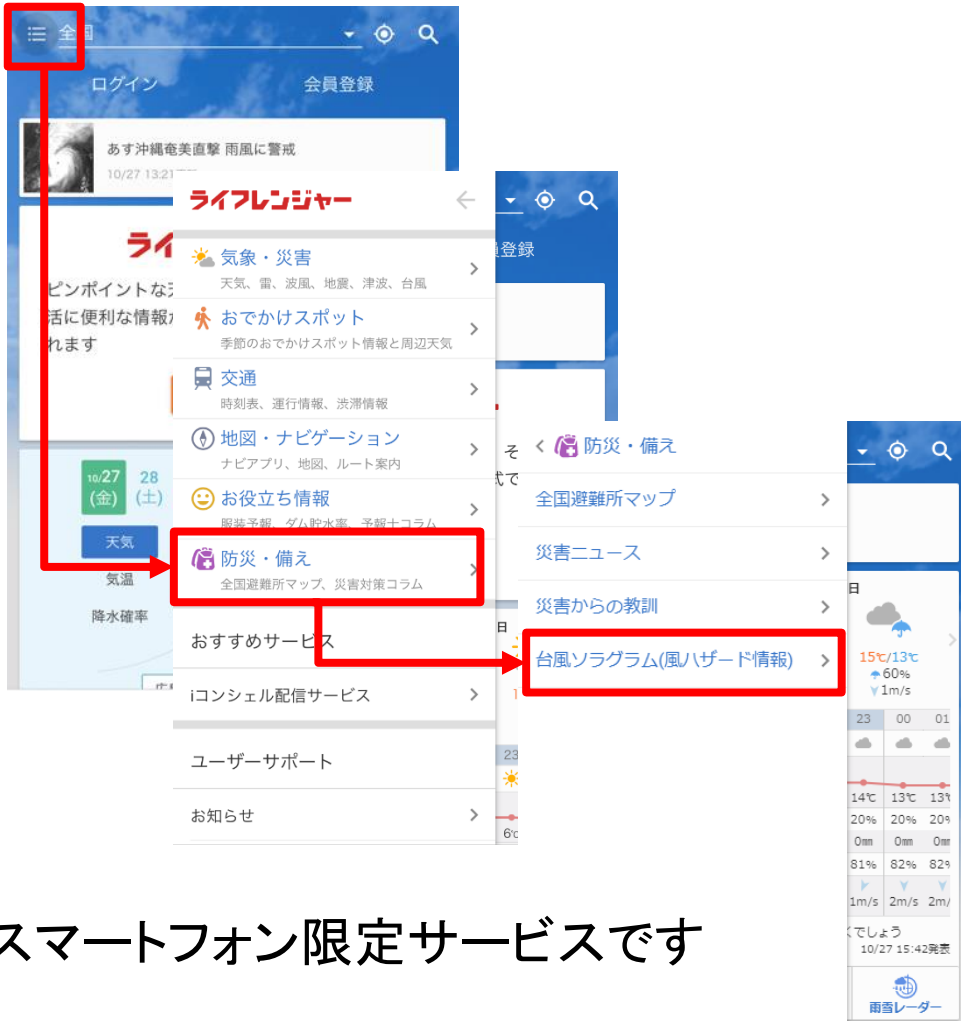 全国
ログイン
会員登録
あす沖縄奄美直撃 雨風に警戒
10/27 13:21
ピンポイントな
活に便利な情報
れます
10/27
(金)
28
(土)
天気
気温
降水確率
ライフレンジャー
気象・災害
天気、雷、波風、地震、津波、台風
おでかけスポット
季節のおでかけスポット情報と周辺天気
交通
時刻表、運行情報、渋滞情報
地図・ナビゲーション
ナビアプリ、地図、ルート案内
お役立ち情報
服装予報、ダム貯水率、予報士コラム
防災・備え
全国避難所マップ、災害対策コラム
おすすめサービス
iコンシェル配信サービス
ユーザーサポート
お知らせ
登録
そ
で
日
23
6℃
防災・備え
全国避難所マップ
災害ニュース
災害からの教訓
台風ソラグラム(風ハザード情報)
日
15℃/13℃
60%
1m/s
23 00 01
14℃ 13℃ 13
20% 20% 20
0mm 0mm 0m
81% 82% 82
1m/s 2m/s 2m/
くでしょう
10/27 15:42発表
雨雪レーダー
スマートフォン限定サービスです